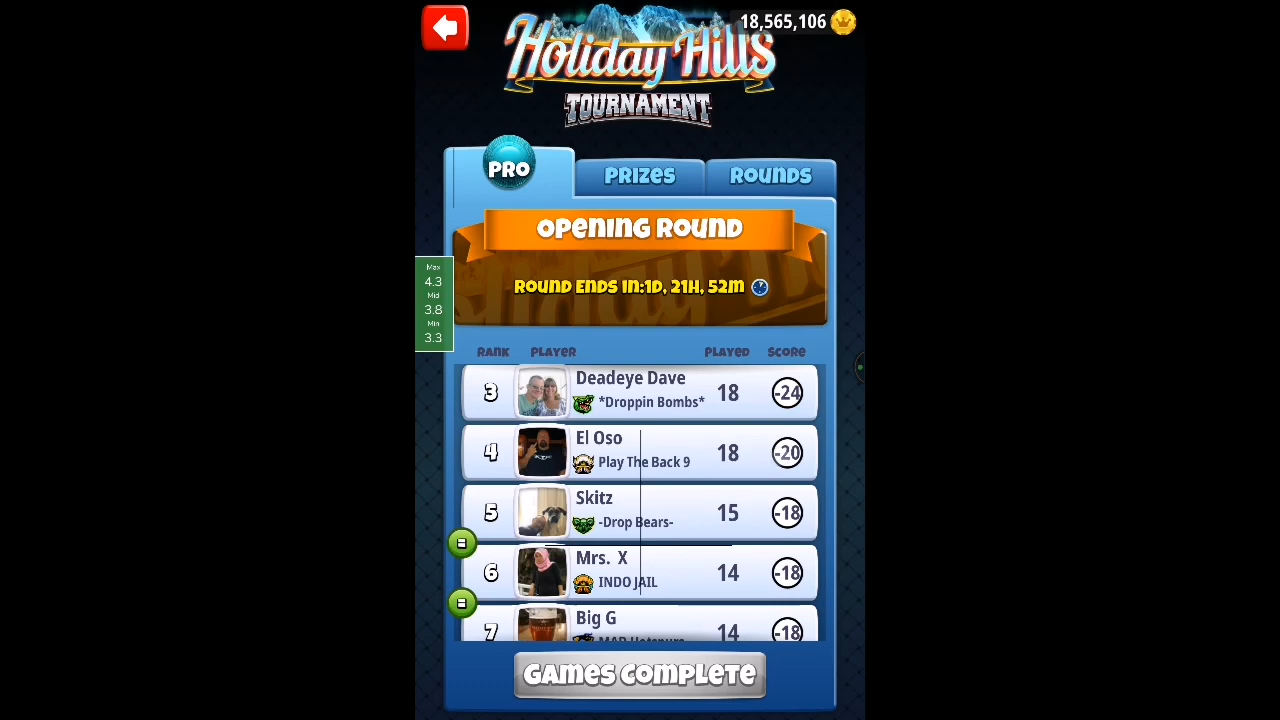 18,565,106
Holiday Hills
TOURNAMENT
PRO
PRIZES
ROUNDS
OPENING ROUND
ROUND ENDS IN:1D, 21H, 52M
Max
4.3
Mid
3.8
Min
3.3
RANK PLAYER PLAYED SCORE
3 Deadeye Dave 18 -24
*Droppin Bombs*
4 El Oso 18 -20
Play The Back 9
5 Skitz 15 -18
-Drop Bears-
=
6 Mrs. X 14 -18
INDO JAIL
=
7 Big G 14 -18
GAMES COMPLETE